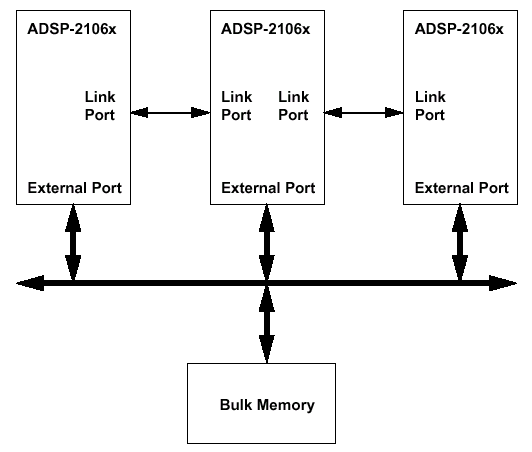 ADSP-2106x
ADSP-2106x
ADSP-2106x
Link
Port
Link
Port
Link
Port
Link
Port
External Port
External Port
External Port
Bulk Memory